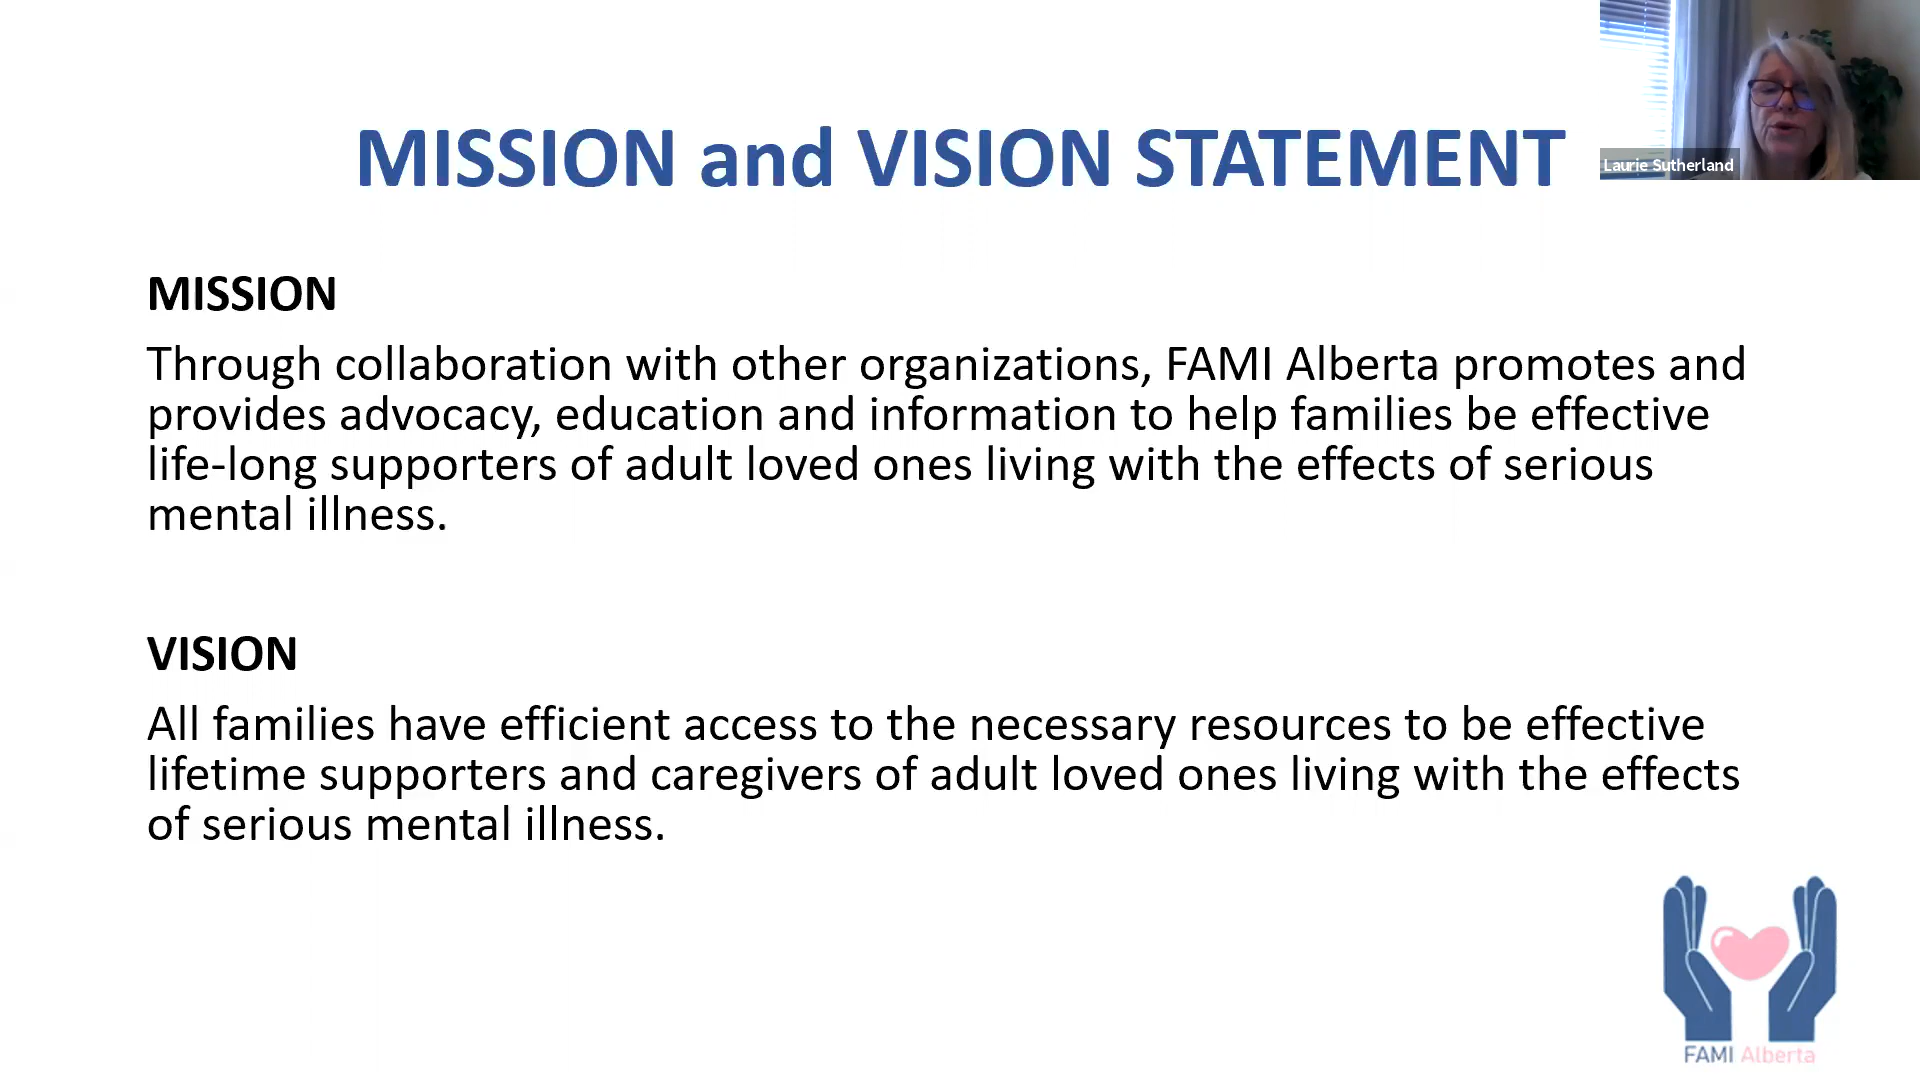 MISSION and VISION STATEMENT
Laurie Sutherland
MISSION
Through collaboration with other organizations, FAMI Alberta promotes and
provides advocacy, education and information to help families be effective
life-long supporters of adult loved ones living with the effects of serious
mental illness.
VISION
All families have efficient access to the necessary resources to be effective
lifetime supporters and caregivers of adult loved ones living with the effects
of serious mental illness.
FAMI Alberta